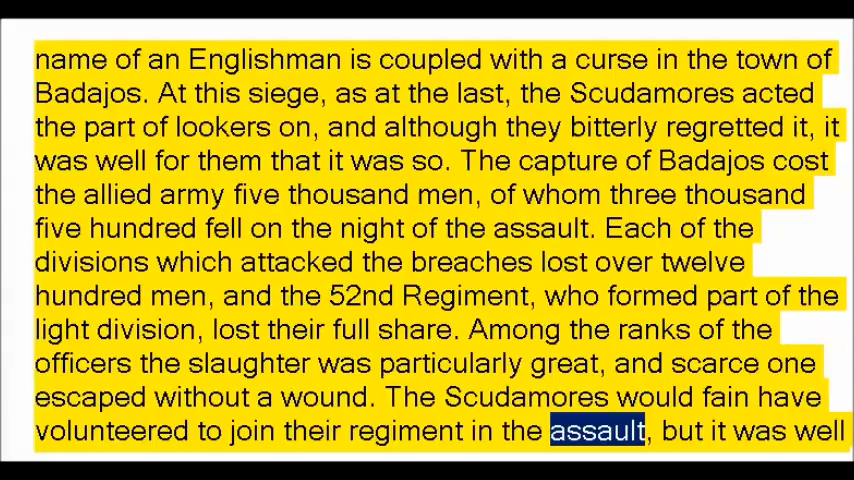 name of an Englishman is coupled with a curse in the town of
Badajos. At this siege, as at the last, the Scudamores acted
the part of lookers on, and although they bitterly regretted it, it
was well for them that it was so. The capture of Badajos cost
the allied army five thousand men, of whom three thousand
five hundred fell on the night of the assault. Each of the
divisions which attacked the breaches lost over twelve
hundred men, and the 52nd Regiment, who formed part of the
light division, lost their full share. Among the ranks of the
officers the slaughter was particularly great, and scarce one
escaped without a wound. The Scudamores would fain have
volunteered to join their regiment in the assault, but it was well